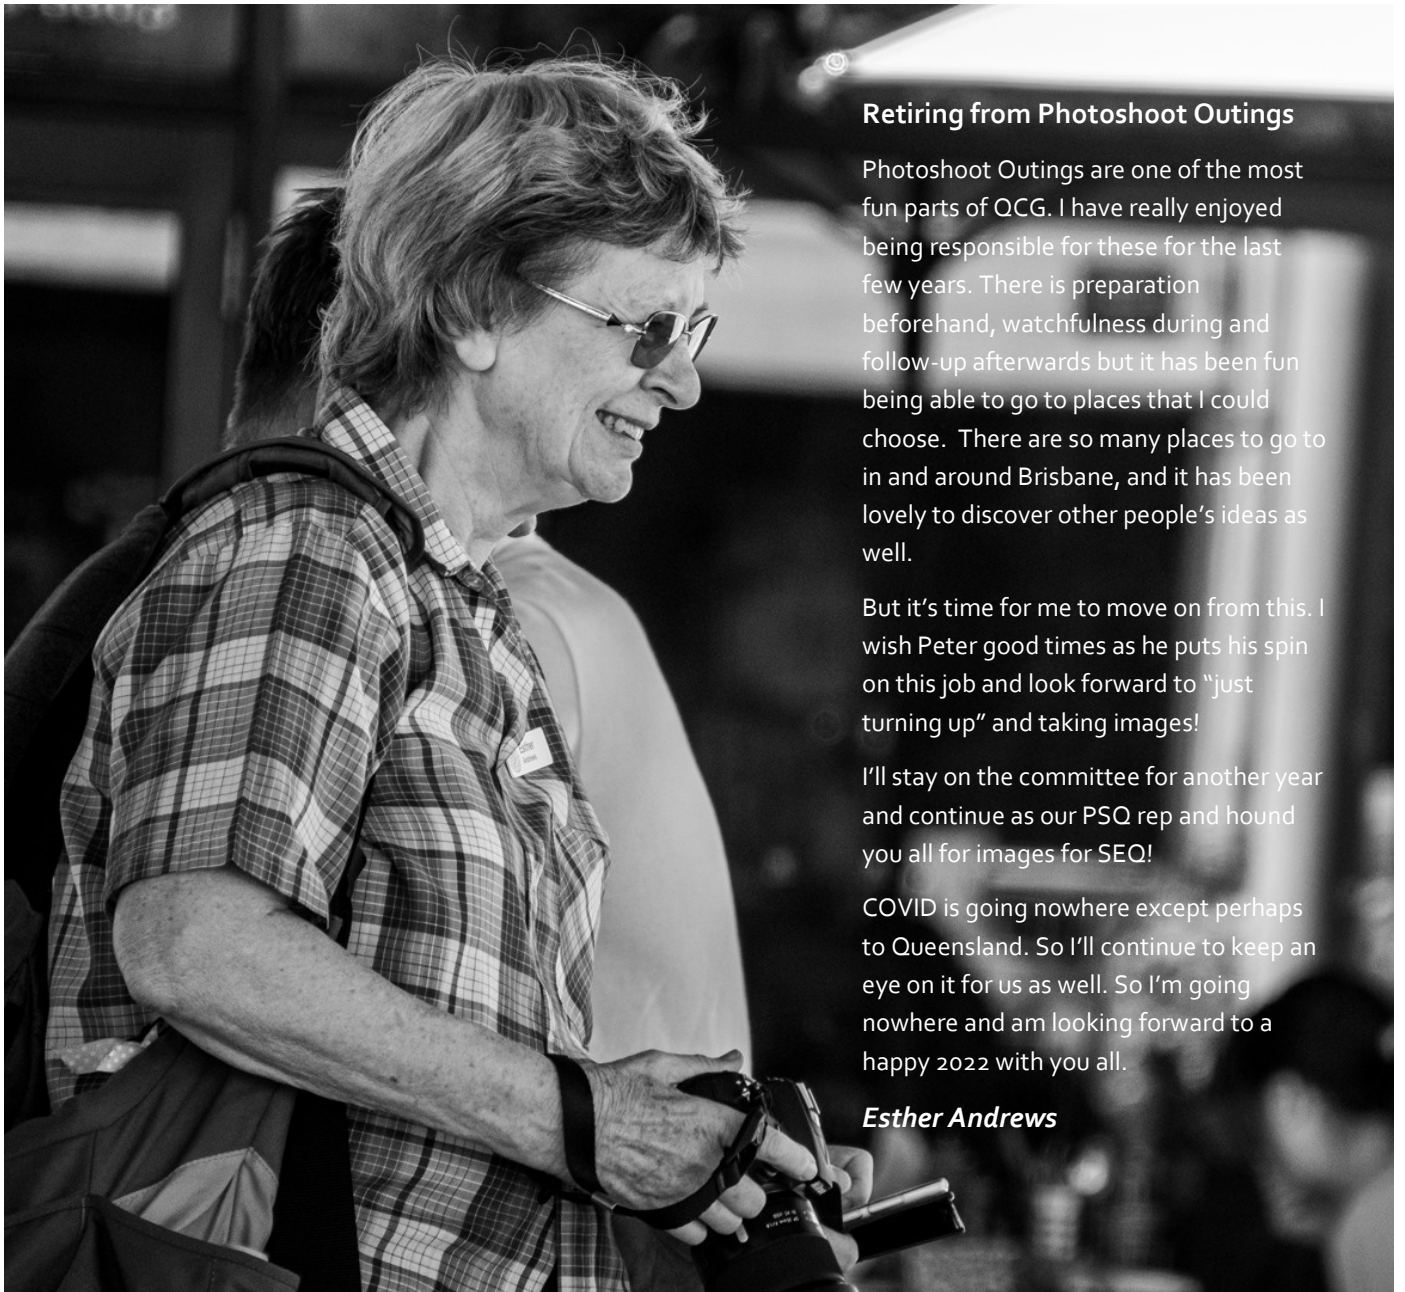 Retiring from Photoshoot Outings
Photoshoot Outings are one of the most
fun parts of QCG. I have really enjoyed
being responsible for these for the last
few years. There is preparation
beforehand, watchfulness during and
follow-up afterwards but it has been fun
being able to go to places that I could
choose.  There are so many places to go to
in and around Brisbane, and it has been
lovely to discover other people’s ideas as
well.
But it’s time for me to move on from this. I
wish Peter good times as he puts his spin
on this job and look forward to “just
turning up” and taking images!
I’ll stay on the committee for another year
and continue as our PSQ rep and hound
you all for images for SEQ!
COVID is going nowhere except perhaps
to Queensland. So I’ll continue to keep an
eye on it for us as well. So I’m going
nowhere and am looking forward to a
happy 2022 with you all.
Esther Andrews